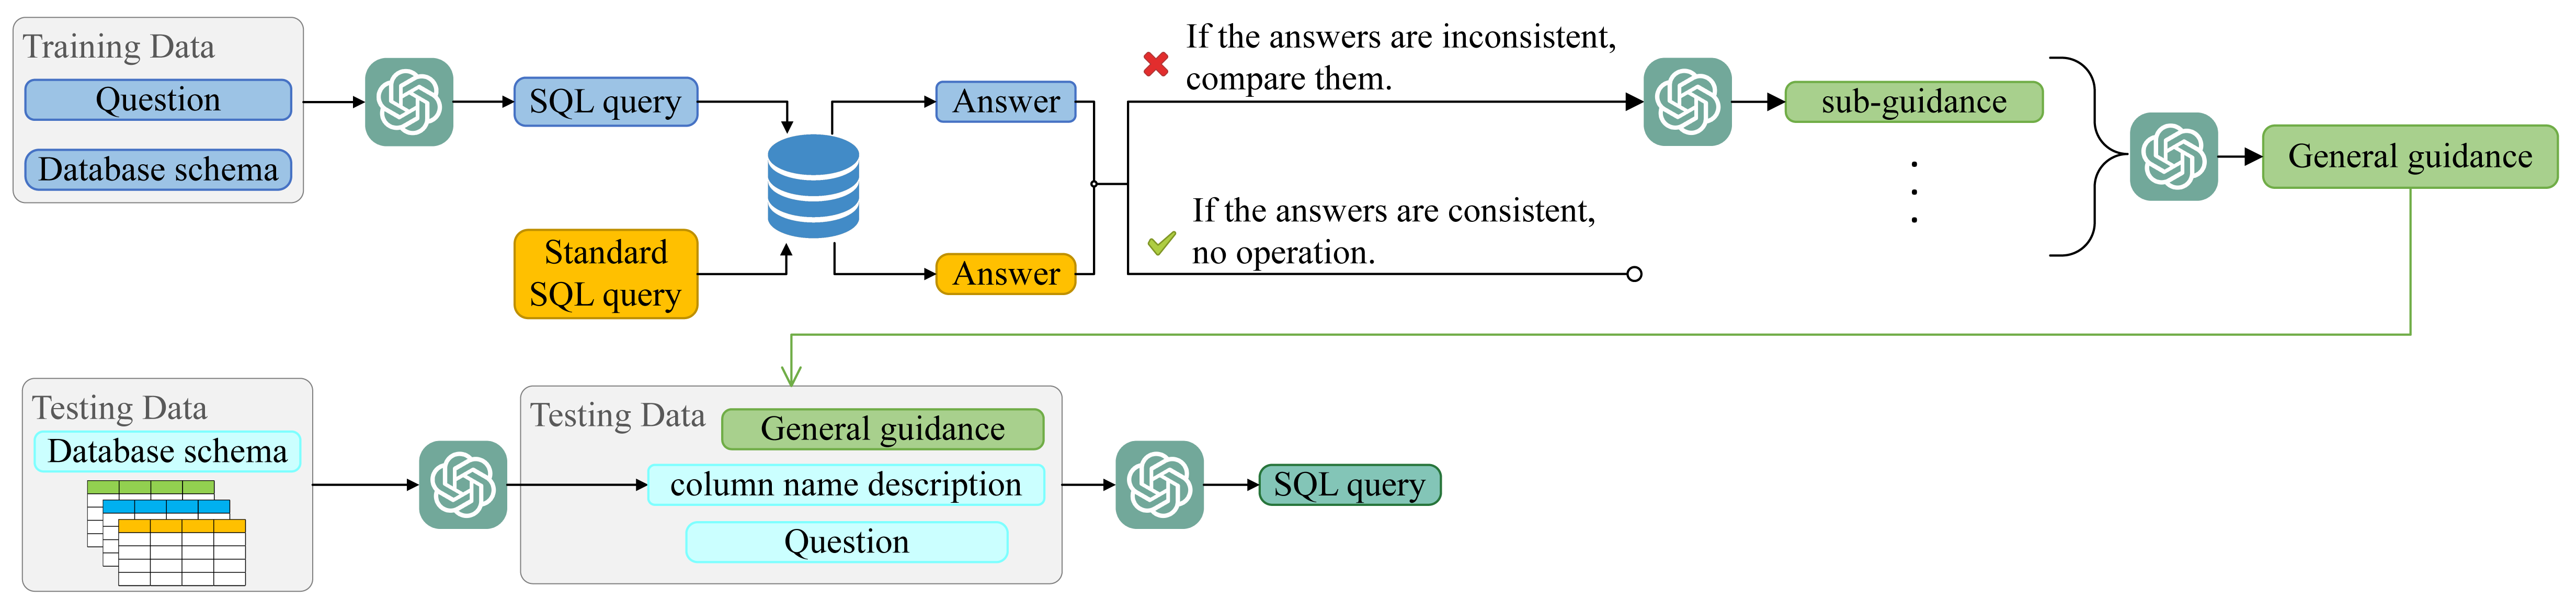 Training Data
Question
Database schema
SQL query
Standard
SQL query
Answer
Answer
If the answers are inconsistent,
compare them.
If the answers are consistent,
no operation.
sub-guidance
General guidance
Testing Data
Database schema
Testing Data
General guidance
column name description
Question
SQL query